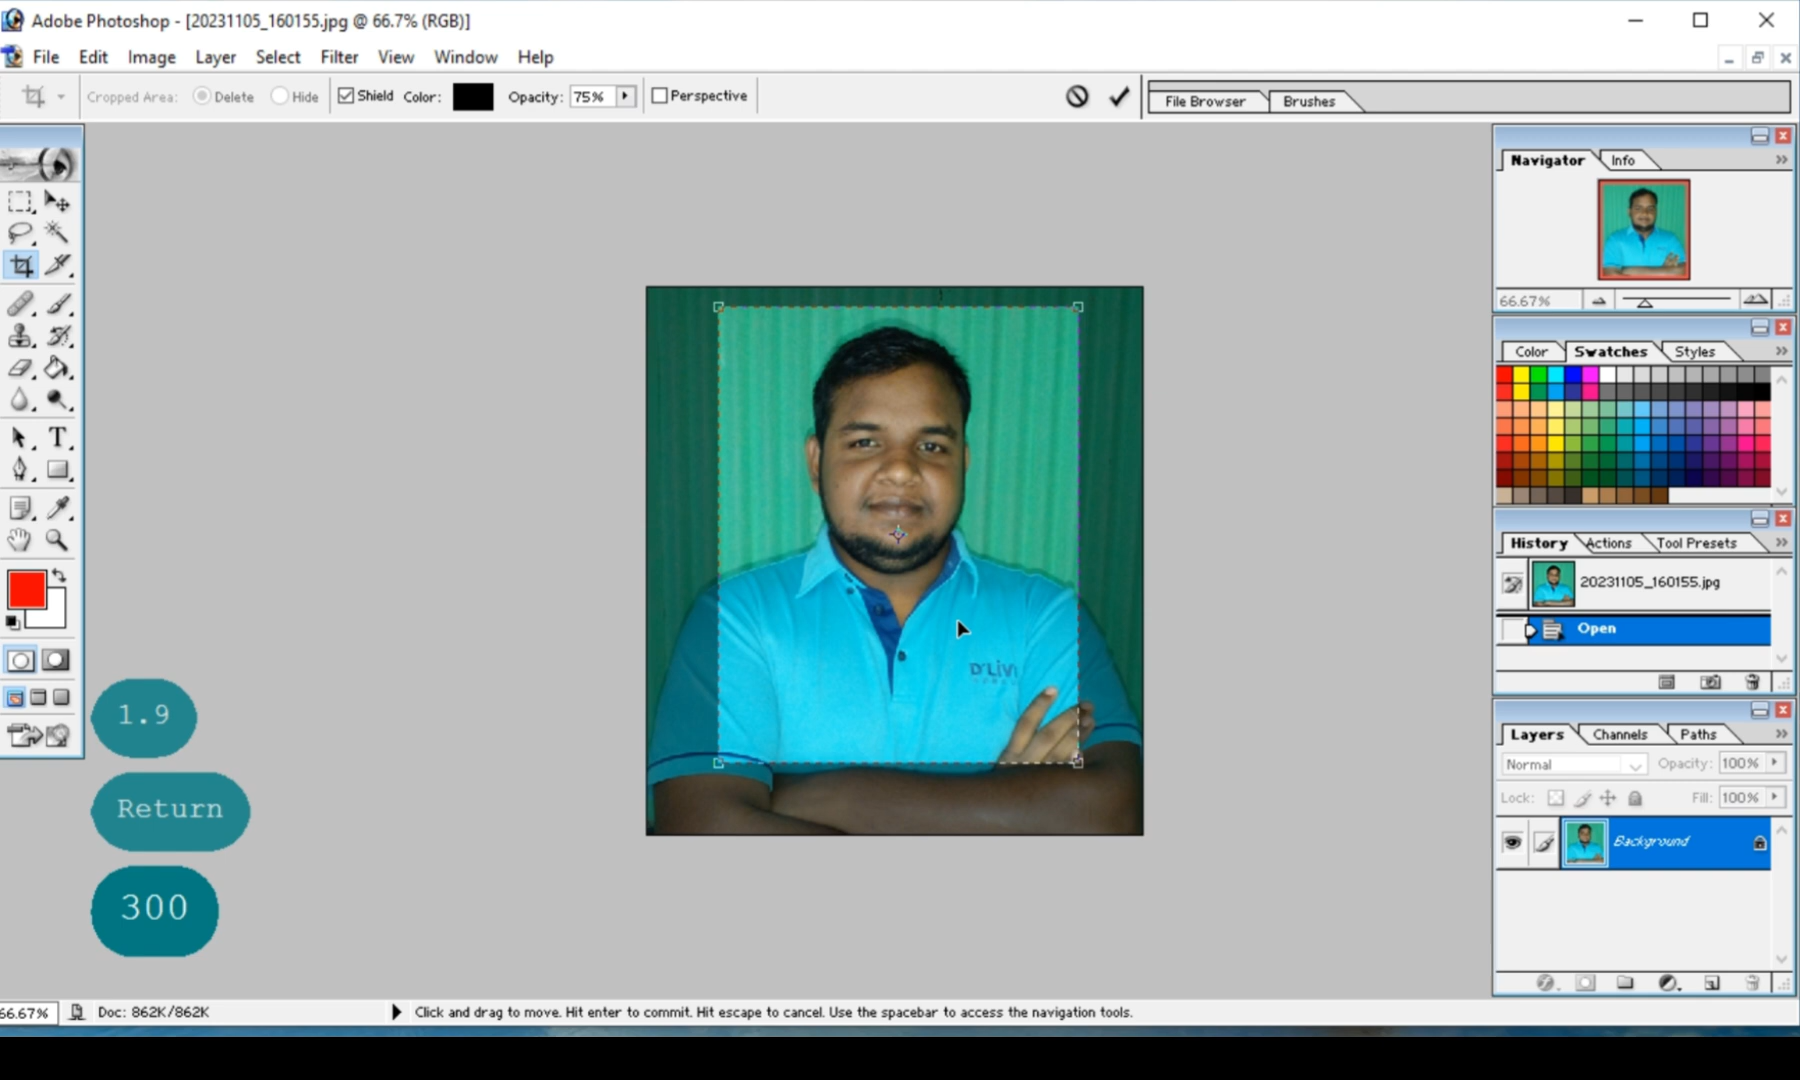 Adobe Photoshop - [20231105_160155.jpg @ 66.7% (RGB)]
File Edit Image Layer Select Filter View Window Help
Cropped Area: Delete Hide Shield Color: Opacity: 75% Perspective
File Browser Brushes
Navigator Info
66.67%
Color Swatches Styles
History Actions Tool Presets
20231105_160155.jpg
Open
Layers Channels Paths
Normal Opacity: 100%
Lock: Fill: 100%
Background
T
D'LIV
1.9
Return
300
66.67% Doc: 862K/862K Click and drag to move. Hit enter to commit. Hit escape to cancel. Use the spacebar to access the navigation tools.